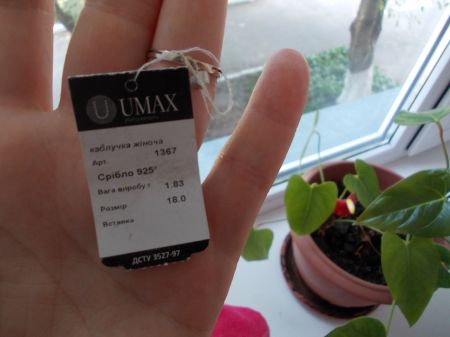 U UMAX
каблучка жіноча
Арт. 1367
Срібло 925°
Вага виробу г 1.83
Розмір 18.0
Вставка
ДСТУ 3527-97